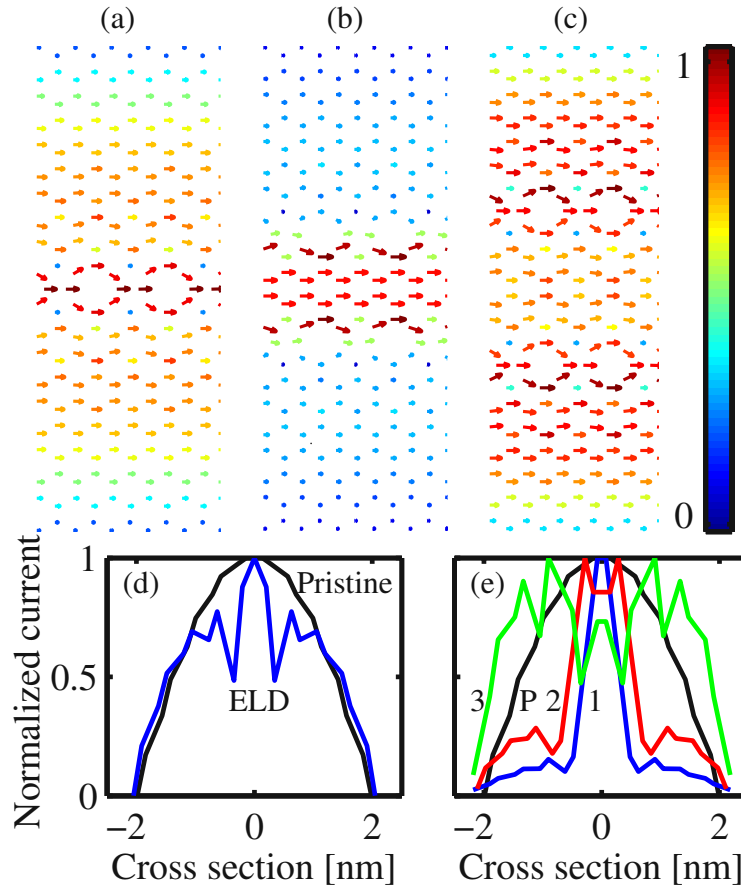 (a) (b) (c)
1
0
Normalized current
1
0.5
0
(d)
Pristine
ELD
−2 0 2
Cross section [nm]
(e)
3 P 2 1
−2 0 2
Cross section [nm]